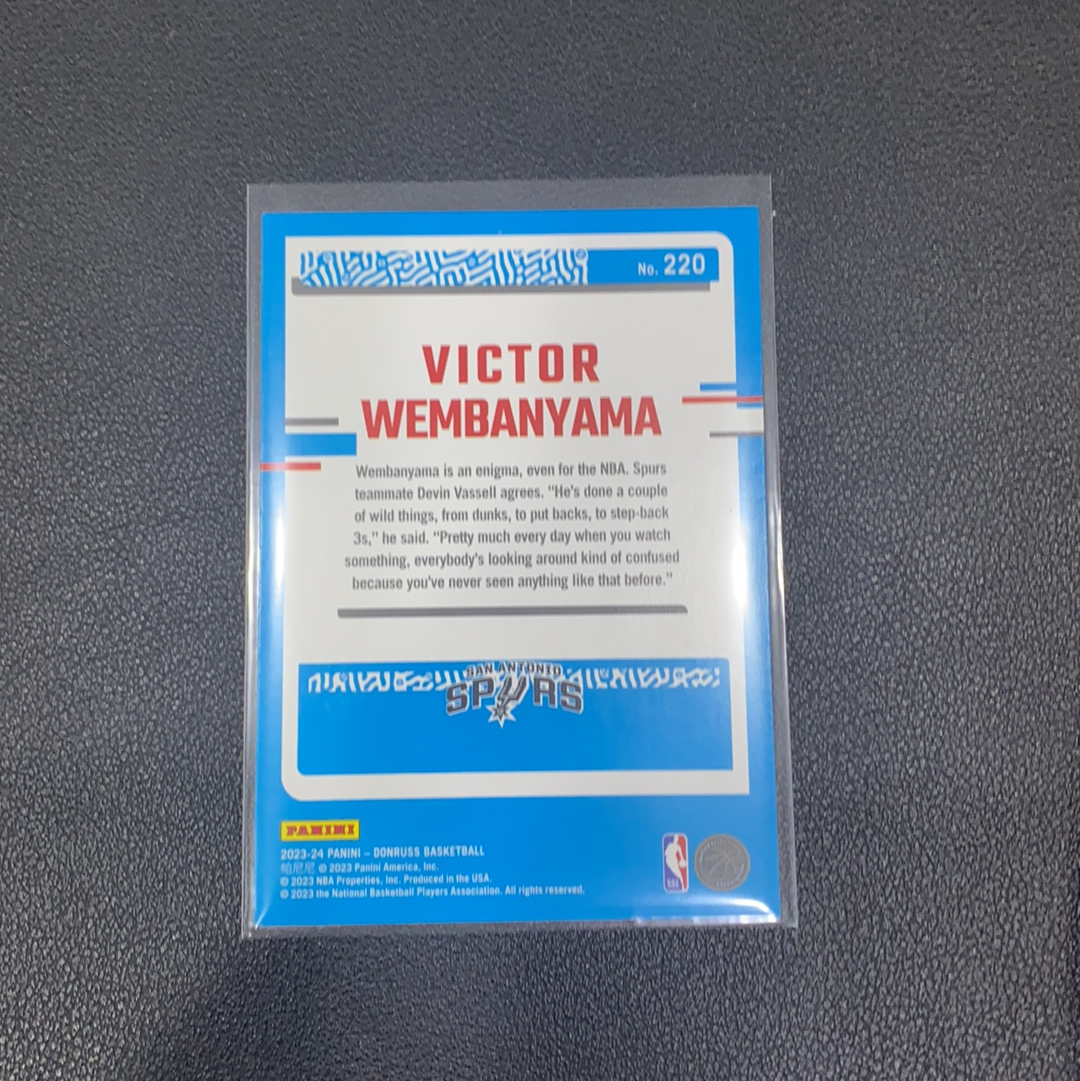 No. 220
VICTOR
WEMBANYAMA
Wembanyama is an enigma, even for the NBA. Spurs
teammate Devin Vassell agrees. "He's done a couple
of wild things, from dunks, to put backs, to step-back
3s," he said. "Pretty much every day when you watch
something, everybody's looking around kind of confused
because you've never seen anything like that before."
SAN ANTONIO
SPURS
PANINI
2023-24 PANINI – DONRUSS BASKETBALL
帕尼尼 © 2023 Panini America, Inc.
© 2023 NBA Properties, Inc. Produced in the USA.
© 2023 the National Basketball Players Association. All rights reserved.
NBA